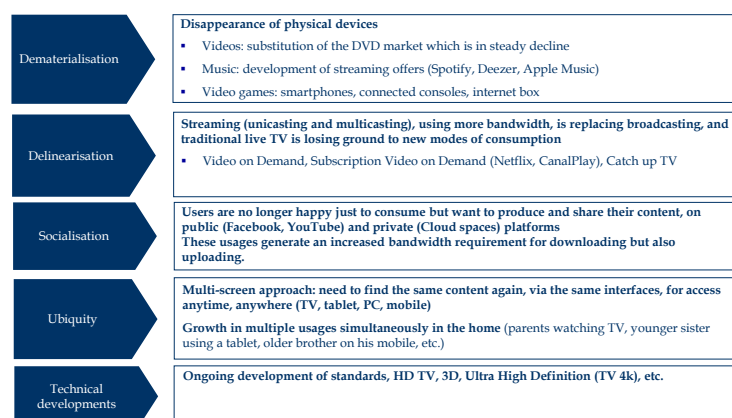 Dematerialisation
Disappearance of physical devices
▪ Videos: substitution of the DVD market which is in steady decline
▪ Music: development of streaming offers (Spotify, Deezer, Apple Music)
▪ Video games: smartphones, connected consoles, internet box
Delinearisation
Streaming (unicasting and multicasting), using more bandwidth, is replacing broadcasting, and
traditional live TV is losing ground to new modes of consumption
▪ Video on Demand, Subscription Video on Demand (Netflix, CanalPlay), Catch up TV
Socialisation
Users are no longer happy just to consume but want to produce and share their content, on
public (Facebook, YouTube) and private (Cloud spaces) platforms
These usages generate an increased bandwidth requirement for downloading but also
uploading.
Ubiquity
Multi-screen approach: need to find the same content again, via the same interfaces, for access
anytime, anywhere (TV, tablet, PC, mobile)
Growth in multiple usages simultaneously in the home (parents watching TV, younger sister
using a tablet, older brother on his mobile, etc.)
Technical
developments
Ongoing development of standards, HD TV, 3D, Ultra High Definition (TV 4k), etc.